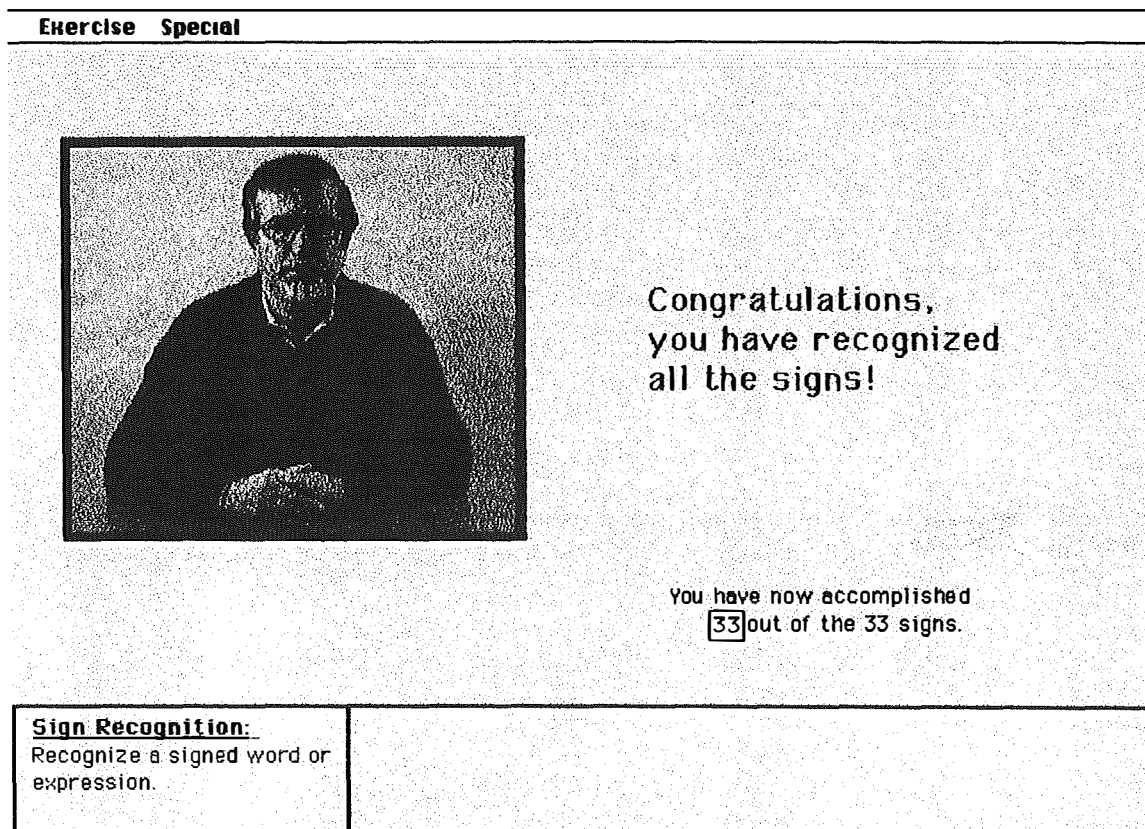 Exercise Special
Congratulations,
you have recognized
all the signs!
You have now accomplished
33 out of the 33 signs.
Sign Recognition:
Recognize a signed word or
expression.